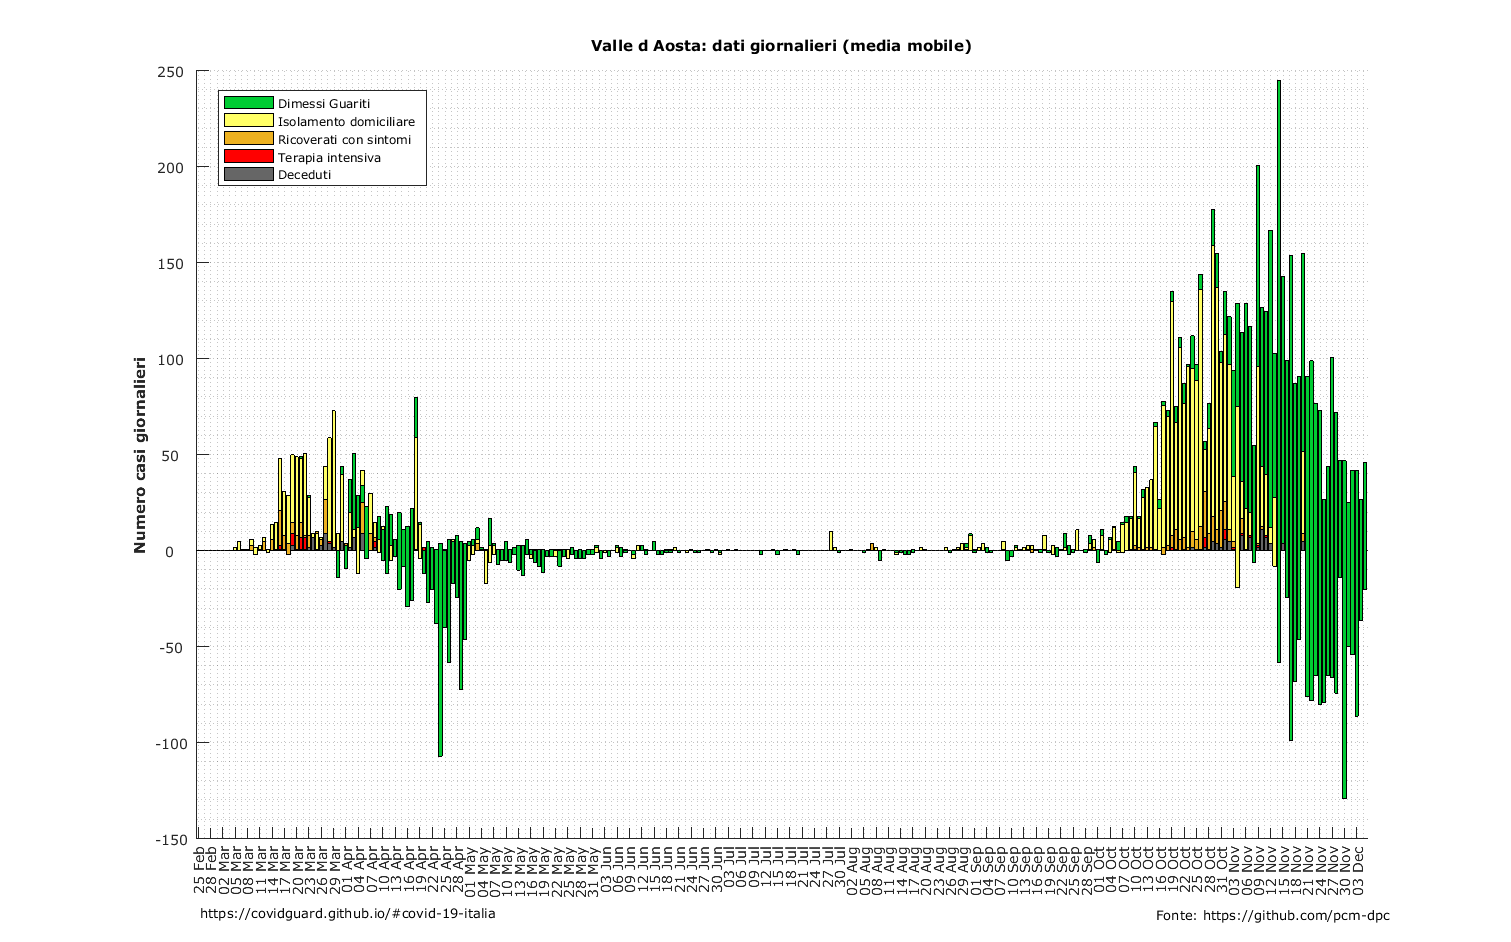 Valle d Aosta: dati giornalieri (media mobile)
250
200
150
100
50
0
-50
-100
-150
Numero casi giornalieri
Dimessi Guariti
Isolamento domiciliare
Ricoverati con sintomi
Terapia intensiva
Deceduti
25 Feb
28 Feb
02 Mar
05 Mar
08 Mar
11 Mar
14 Mar
17 Mar
20 Mar
23 Mar
26 Mar
29 Mar
01 Apr
04 Apr
07 Apr
10 Apr
13 Apr
16 Apr
19 Apr
22 Apr
25 Apr
28 Apr
01 May
04 May
07 May
10 May
13 May
16 May
19 May
22 May
25 May
28 May
31 May
03 Jun
06 Jun
09 Jun
12 Jun
15 Jun
18 Jun
21 Jun
24 Jun
27 Jun
30 Jun
03 Jul
06 Jul
09 Jul
12 Jul
15 Jul
18 Jul
21 Jul
24 Jul
27 Jul
30 Jul
02 Aug
05 Aug
08 Aug
11 Aug
14 Aug
17 Aug
20 Aug
23 Aug
26 Aug
29 Aug
01 Sep
04 Sep
07 Sep
10 Sep
13 Sep
16 Sep
19 Sep
22 Sep
25 Sep
28 Sep
01 Oct
04 Oct
07 Oct
10 Oct
13 Oct
16 Oct
19 Oct
22 Oct
25 Oct
28 Oct
31 Oct
03 Nov
06 Nov
09 Nov
12 Nov
15 Nov
18 Nov
21 Nov
24 Nov
27 Nov
30 Nov
03 Dec
https://covidguard.github.io/#covid-19-italia
Fonte: https://github.com/pcm-dpc